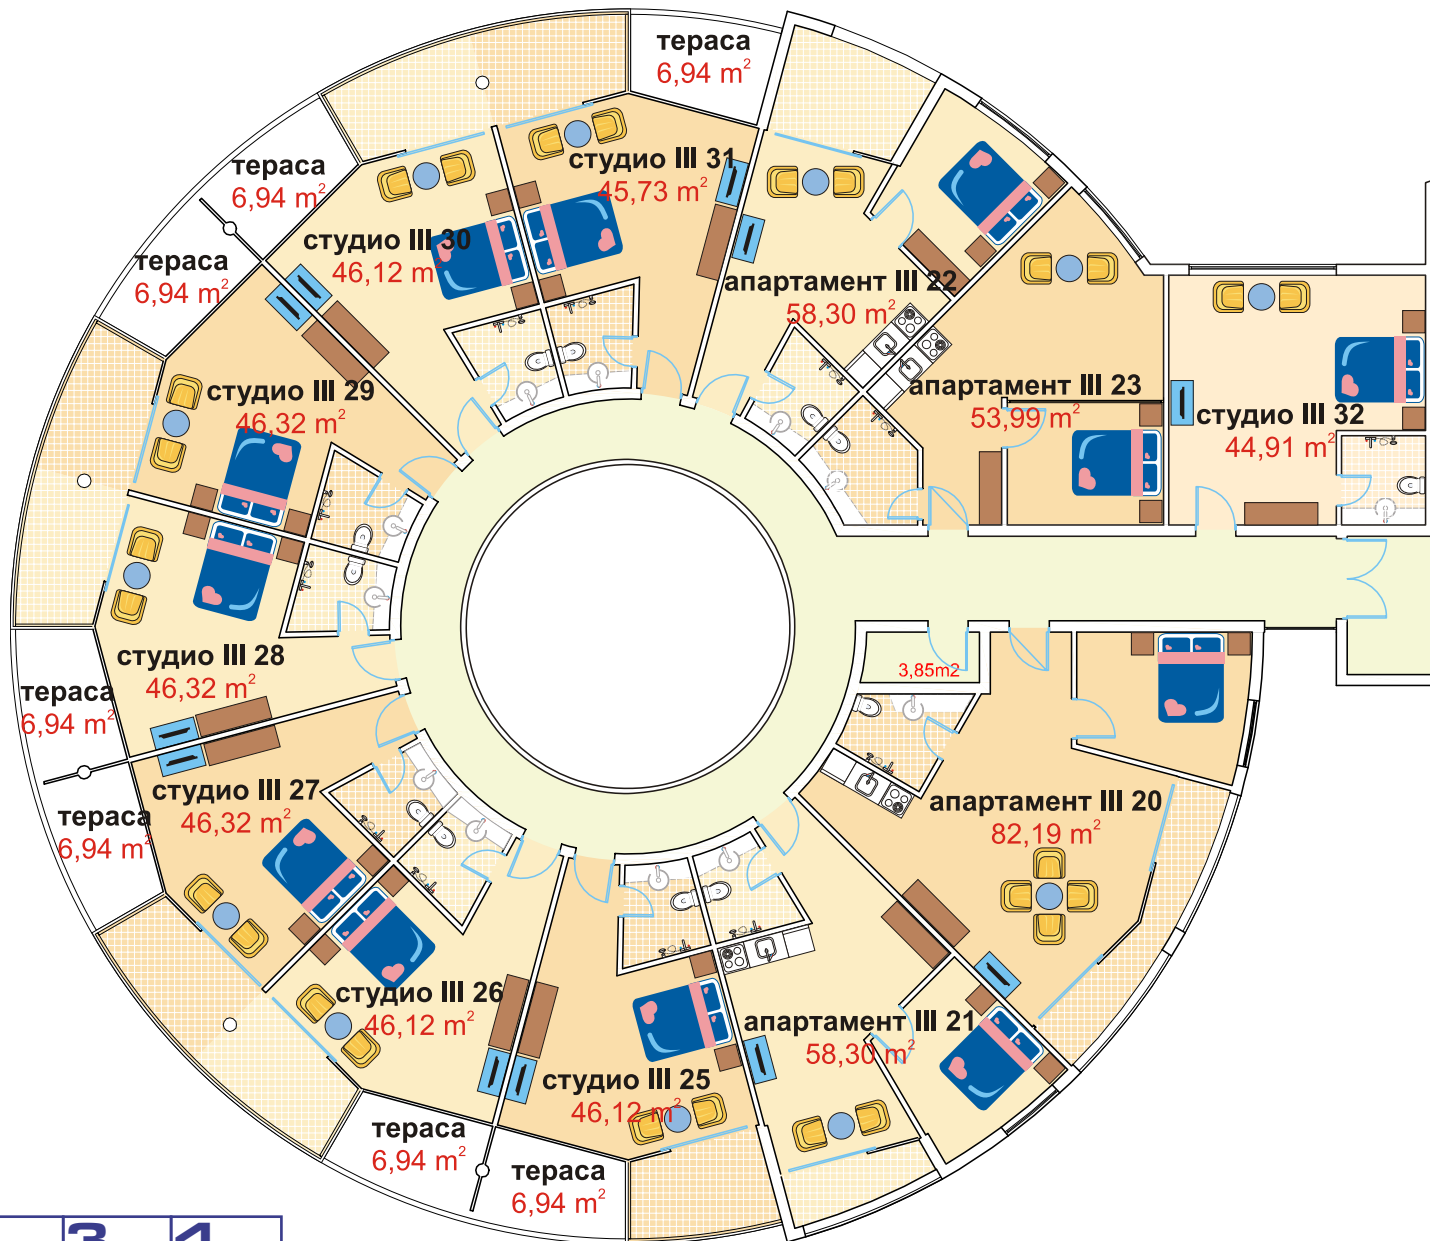 тераса
6,94 m²
тераса
6,94 m²
студио III 31
45,73 m²
студио III 30
46,12 m²
тераса
6,94 m²
апартамент III 22
58,30 m²
студио III 29
46,32 m²
апартамент III 23
53,99 m²
студио III 32
44,91 m²
студио III 28
46,32 m²
тераса
6,94 m²
3,85m2
студио III 27
46,32 m²
тераса
6,94 m²
апартамент III 20
82,19 m²
студио III 26
46,12 m²
апартамент III 21
58,30 m²
студио III 25
46,12 m²
тераса
6,94 m²
тераса
6,94 m²